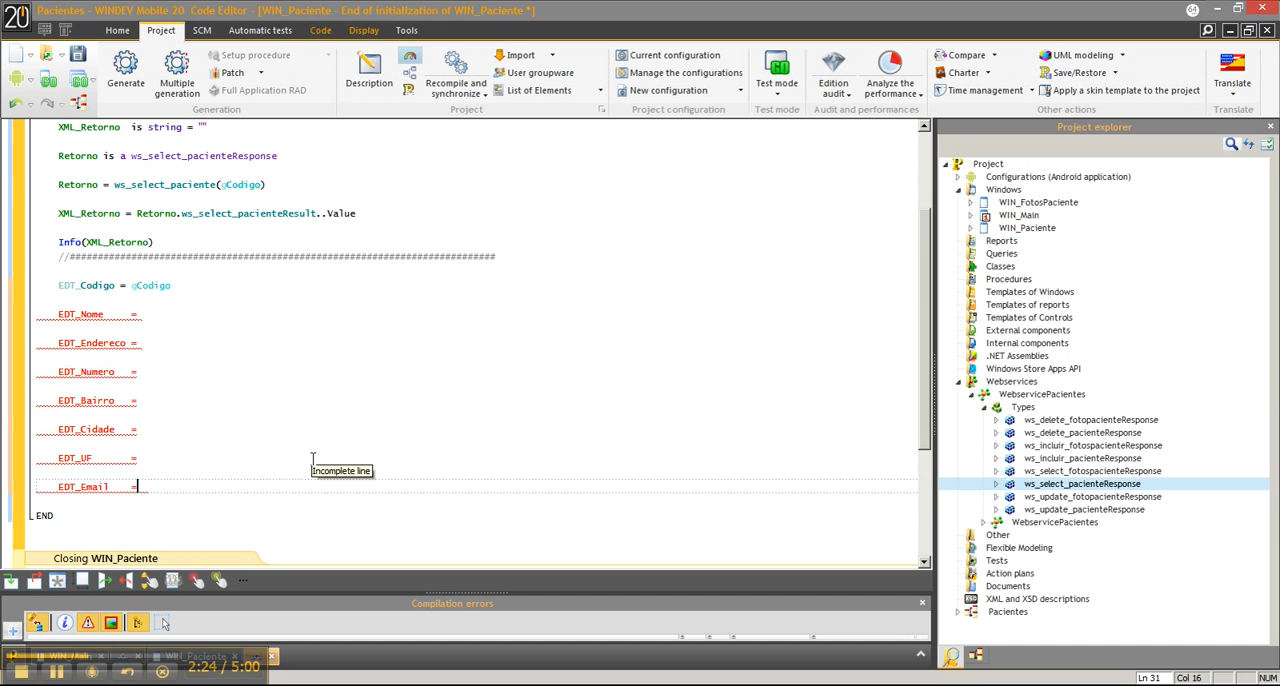 20
Pacientes - WINDEV Mobile 20  Code Editor - [WIN_Paciente - End of initialization of WIN_Paciente *]
64
Home Project SCM Automatic tests Code Display Tools
Generate
Multiple generation
Setup procedure
Patch
Full Application RAD
Generation
Description
Recompile and synchronize
Import
User groupware
List of Elements
Project
Current configuration
Manage the configurations
New configuration
Project configuration
Test mode
Test mode
Edition audit
Analyze the performance
Audit and performances
Compare
Charter
Time management
UML modeling
Save/Restore
Apply a skin template to the project
Other actions
Translate
Translate
XML_Retorno  is string = ""
Retorno is a ws_select_pacienteResponse
Retorno = ws_select_paciente(gCodigo)
XML_Retorno = Retorno.ws_select_pacienteResult..Value
Info(XML_Retorno)
//###########################################################################
EDT_Codigo = gCodigo
EDT_Nome     =
EDT_Endereco =
EDT_Numero   =
EDT_Bairro   =
EDT_Cidade   =
EDT_UF       =
Incomplete line
EDT_Email    =
END
Closing WIN_Paciente
Compilation errors
2:24 / 5:00
Project explorer
Project
Configurations (Android application)
Windows
WIN_FotosPaciente
WIN_Main
WIN_Paciente
Reports
Queries
Classes
Procedures
Templates of Windows
Templates of reports
Templates of Controls
External components
Internal components
.NET Assemblies
Windows Store Apps API
Webservices
WebservicePacientes
Types
ws_delete_fotopacienteResponse
ws_delete_pacienteResponse
ws_incluir_fotopacienteResponse
ws_incluir_pacienteResponse
ws_select_fotospacienteResponse
ws_select_pacienteResponse
ws_update_fotopacienteResponse
ws_update_pacienteResponse
WebservicePacientes
Other
Flexible Modeling
Tests
Action plans
Documents
XML and XSD descriptions
Pacientes
Ln 31
Col 16
NUM